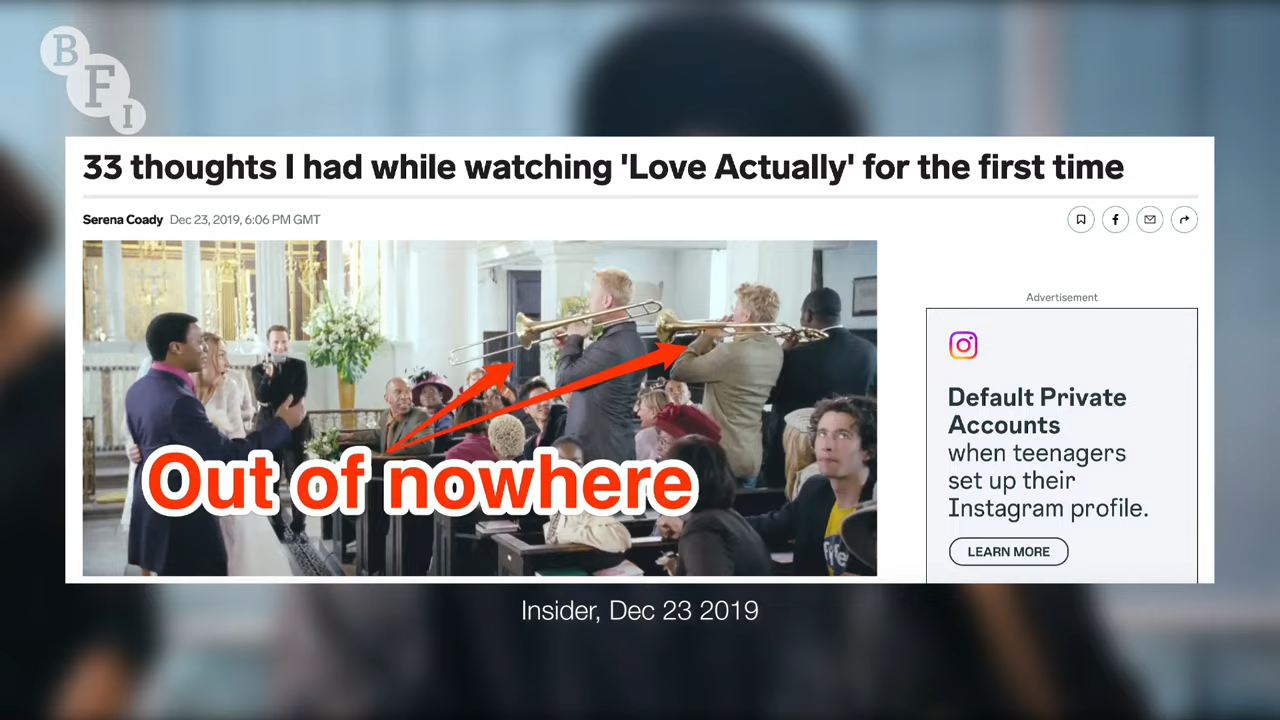 BFI
33 thoughts I had while watching 'Love Actually' for the first time
Serena Coady Dec 23, 2019, 6:06 PM GMT
Advertisement
Out of nowhere
Default Private
Accounts
when teenagers
set up their
Instagram profile.
LEARN MORE
Insider, Dec 23 2019